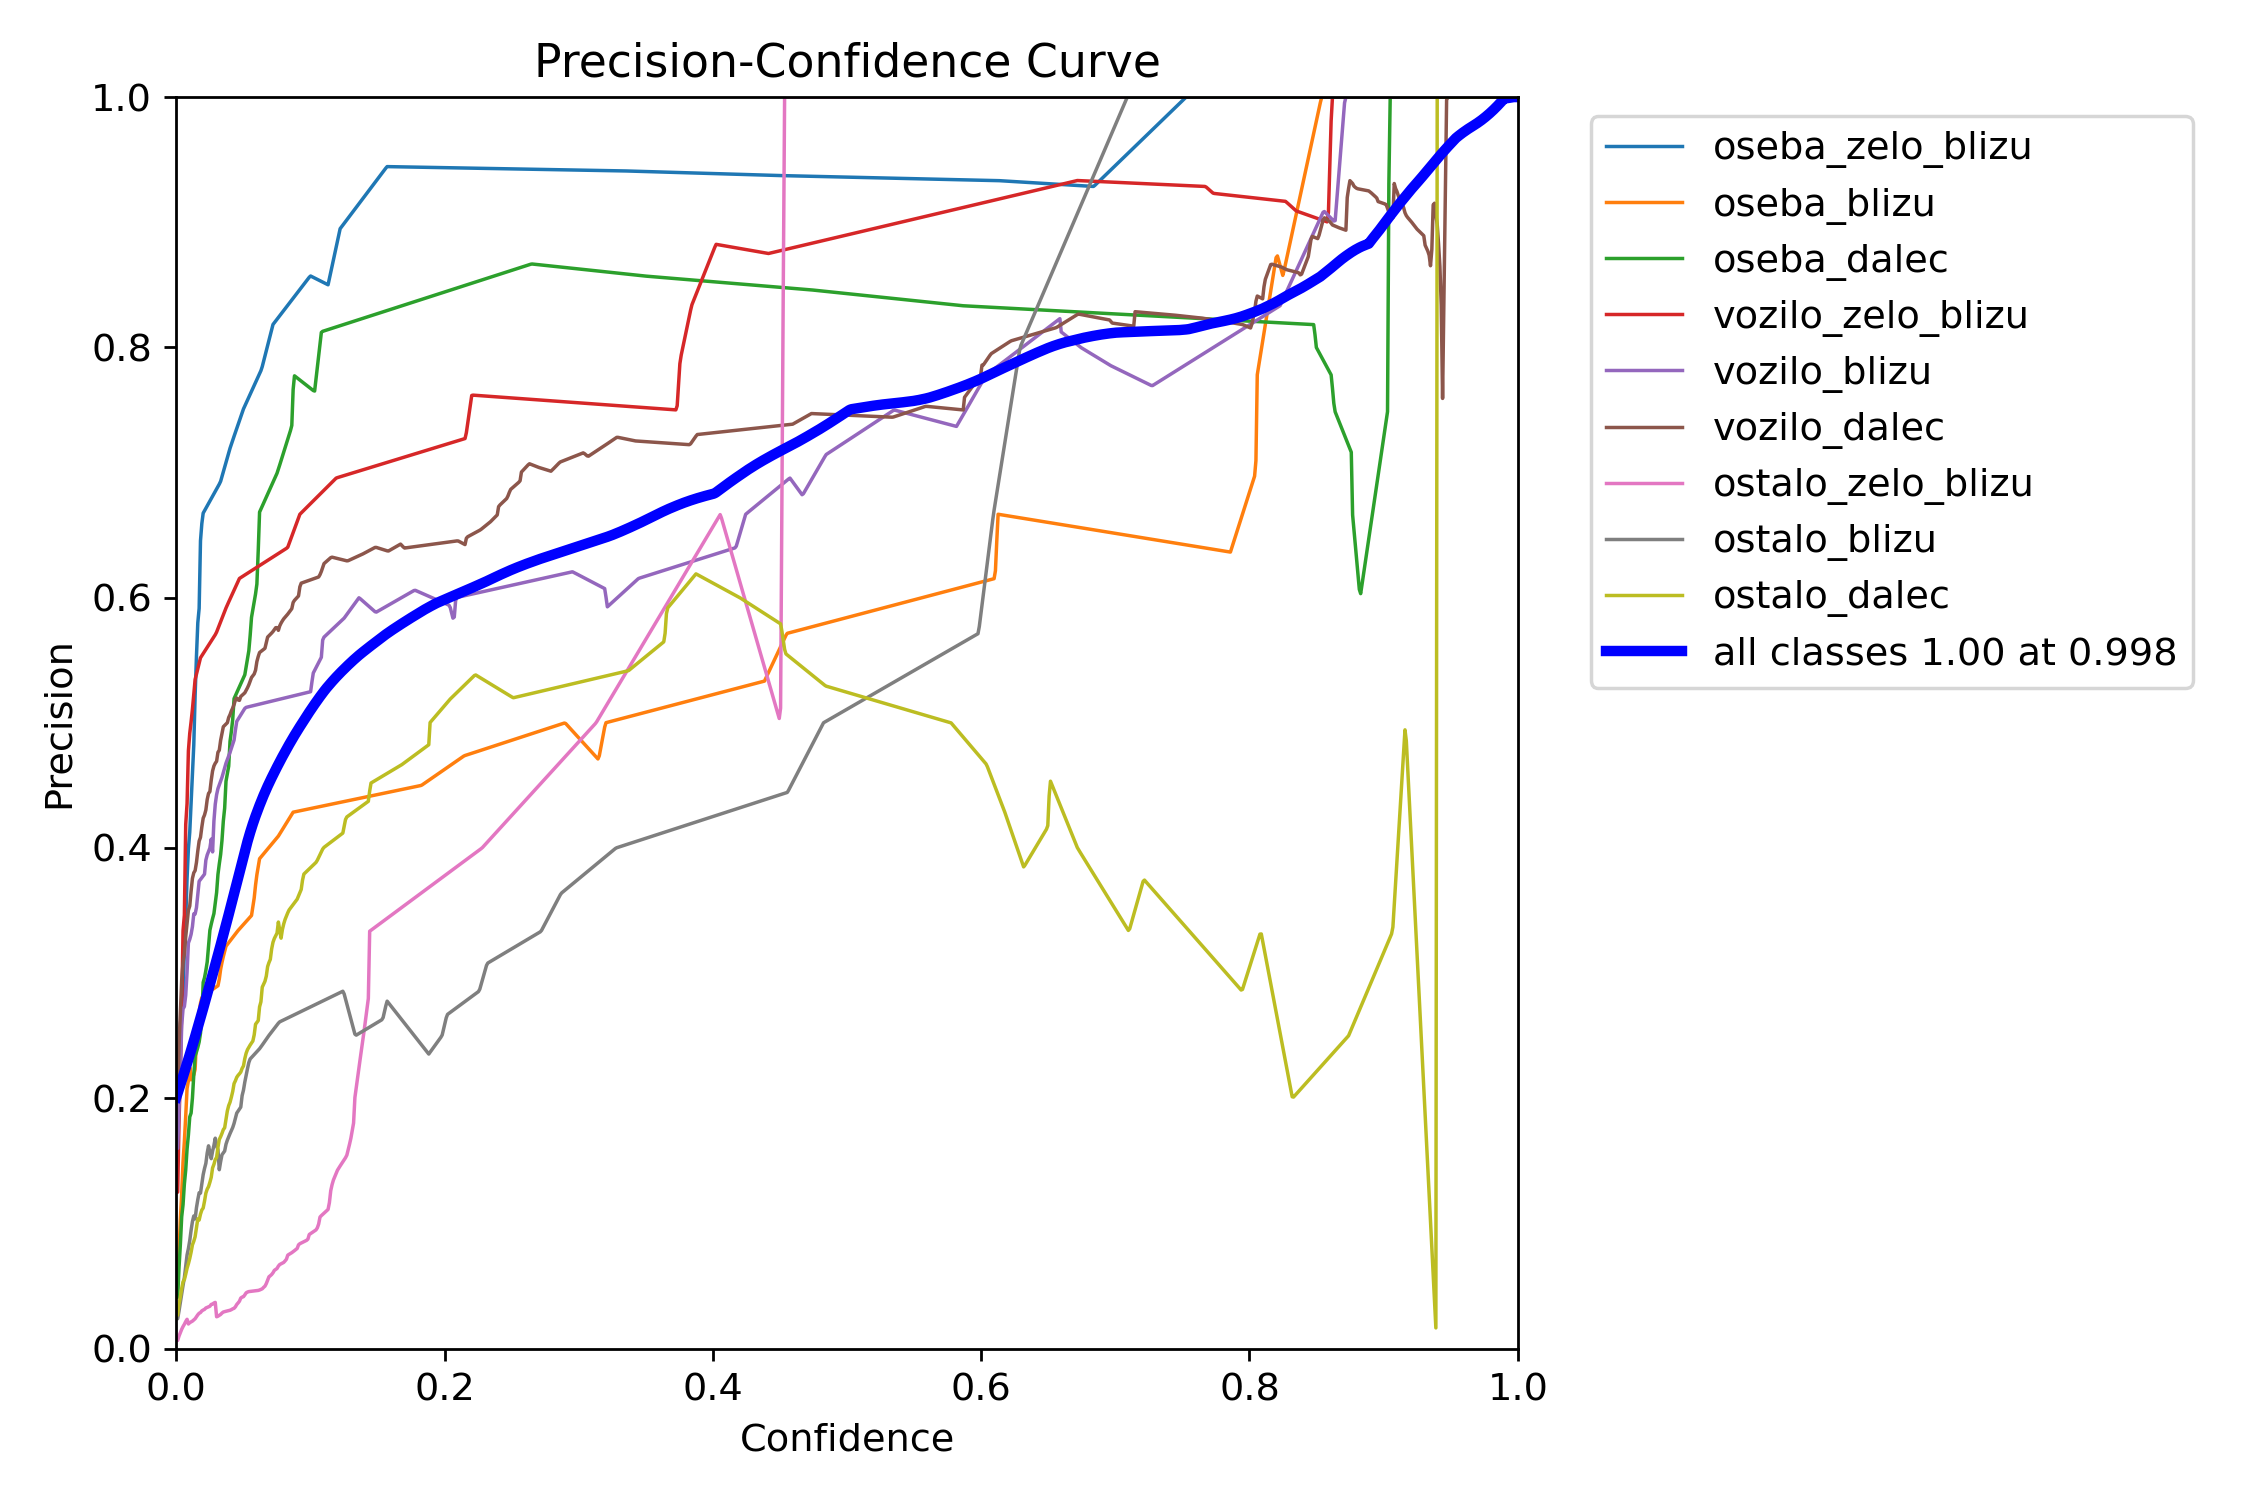 Precision-Confidence Curve
1.0
0.8
0.6
0.4
0.2
0.0
Precision
0.0 0.2 0.4 0.6 0.8 1.0
Confidence
oseba_zelo_blizu
oseba_blizu
oseba_dalec
vozilo_zelo_blizu
vozilo_blizu
vozilo_dalec
ostalo_zelo_blizu
ostalo_blizu
ostalo_dalec
all classes 1.00 at 0.998